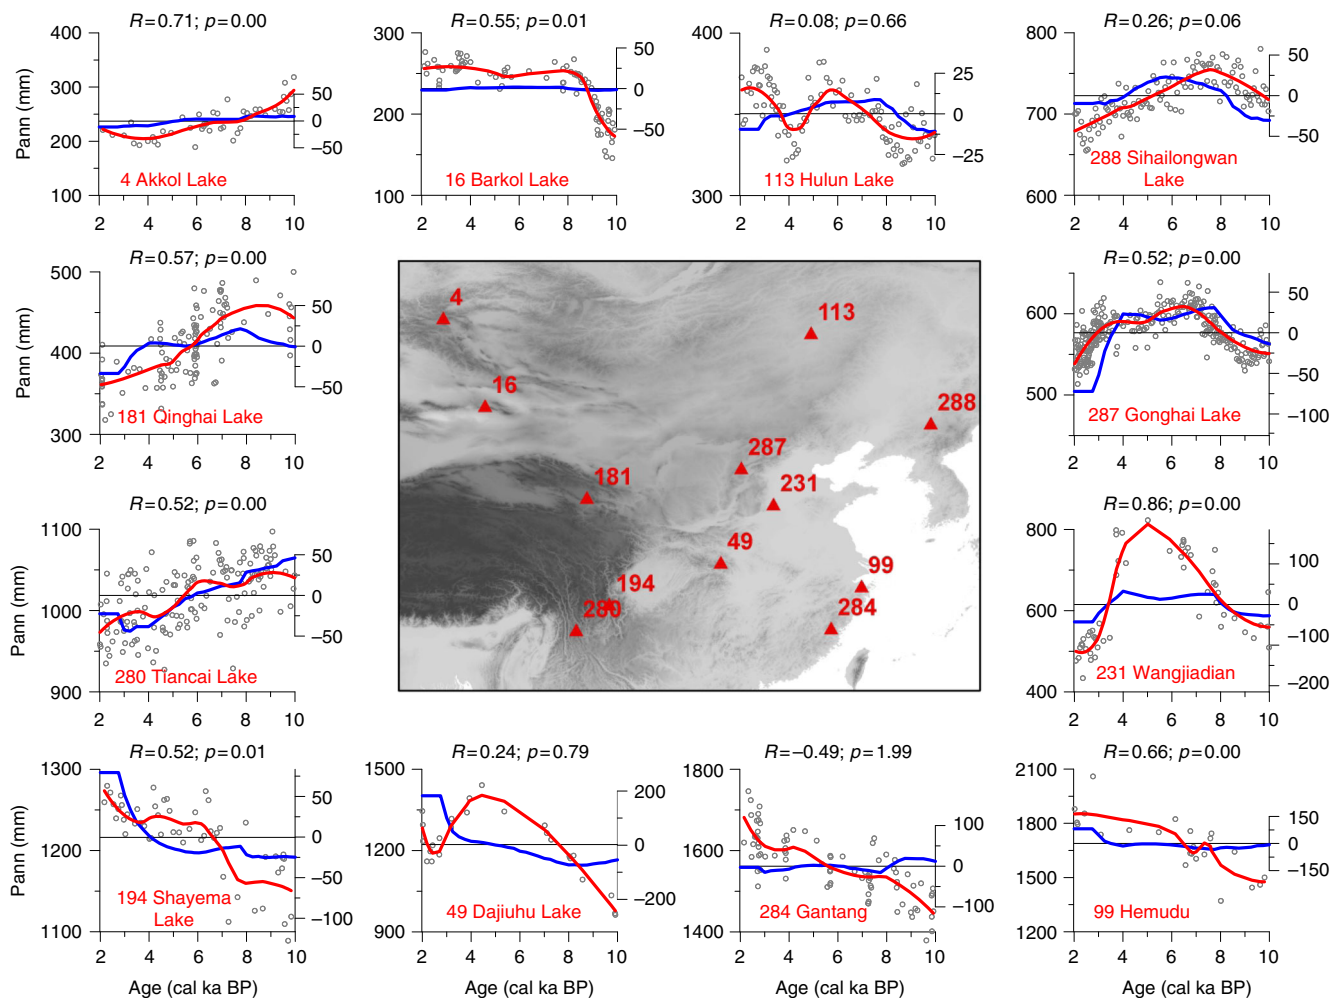 R=0.71; p=0.00
400
300
200
100
50
0
−50
Pann (mm)
4 Akkol Lake
2 4 6 8 10
R=0.55; p=0.01
300
200
100
50
0
−50
16 Barkol Lake
2 4 6 8 10
R=0.08; p=0.66
400
300
25
0
−25
113 Hulun Lake
2 4 6 8 10
R=0.26; p=0.06
800
700
600
50
0
−50
288 Sihailongwan
Lake
2 4 6 8 10
R=0.57; p=0.00
500
400
300
50
0
−50
Pann (mm)
181 Qinghai Lake
2 4 6 8 10
4
113
16
288
287
181
231
49
99
194
280
284
R=0.52; p=0.00
600
500
50
0
−50
−100
287 Gonghai Lake
2 4 6 8 10
R=0.52; p=0.00
1100
1000
900
50
0
−50
Pann (mm)
280 Tiancai Lake
2 4 6 8 10
R=0.86; p=0.00
800
600
400
100
0
−100
−200
231 Wangjiadian
2 4 6 8 10
R=0.52; p=0.01
1300
1200
1100
50
0
−50
−100
Pann (mm)
194 Shayema
Lake
2 4 6 8 10
Age (cal ka BP)
R=0.24; p=0.79
1500
1200
900
200
0
−200
49 Dajiuhu Lake
2 4 6 8 10
Age (cal ka BP)
R=−0.49; p=1.99
1800
1600
1400
100
0
−100
284 Gantang
2 4 6 8 10
Age (cal ka BP)
R=0.66; p=0.00
2100
1800
1500
1200
150
0
−150
99 Hemudu
2 4 6 8 10
Age (cal ka BP)